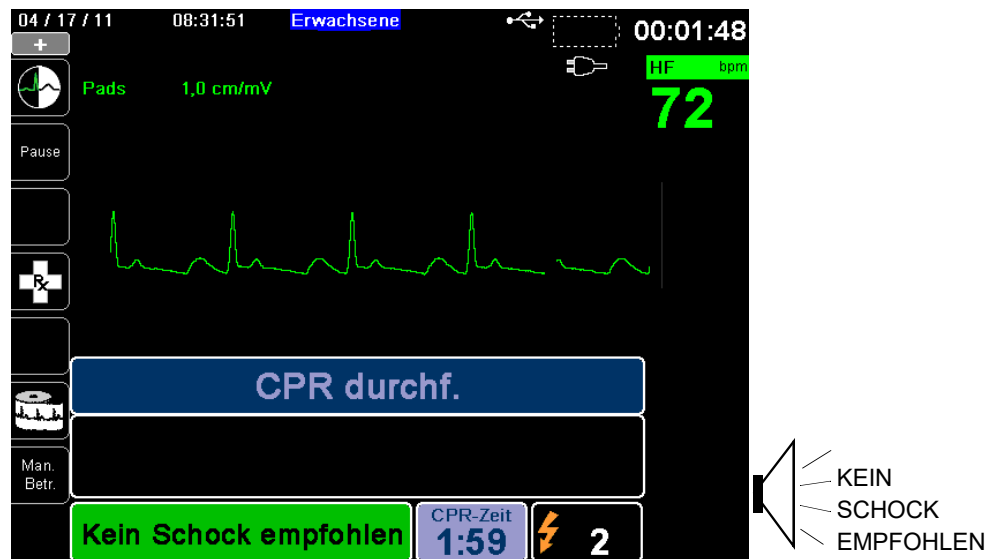 04 / 17 / 11 08:31:51 Erwachsene 00:01:48
+
HF bpm
Pads 1,0 cm/mV
72
Pause
Rx
CPR durchf.
Man.
Betr.
Kein Schock empfohlen
CPR-Zeit
1:59
2
KEIN
SCHOCK
EMPFOHLEN